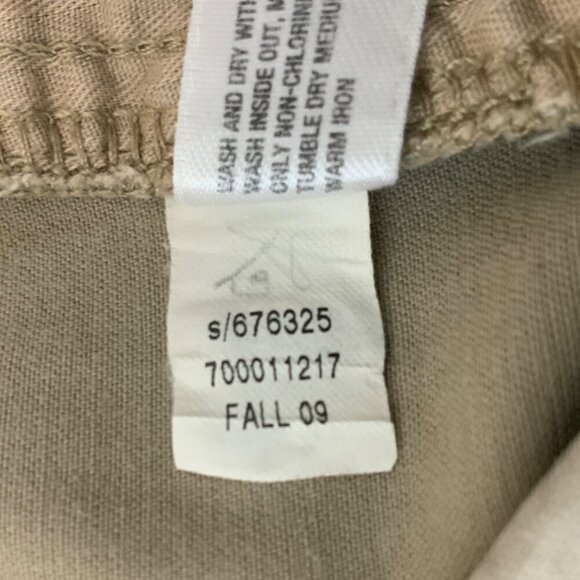 WASH AND DRY WITH
WASH INSIDE OUT, M
ONLY NON-CHLORINE
TUMBLE DRY MEDIUM
WARM IRON
s/676325
700011217
FALL 09